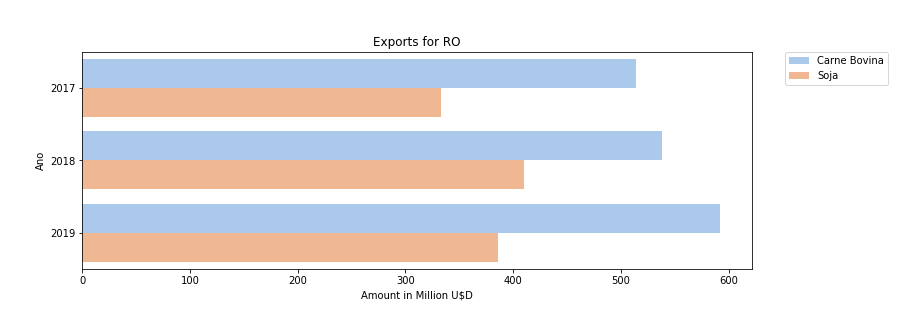 Exports for RO
Carne Bovina
Soja
2017
2018
2019
Ano
0 100 200 300 400 500 600
Amount in Million U$D